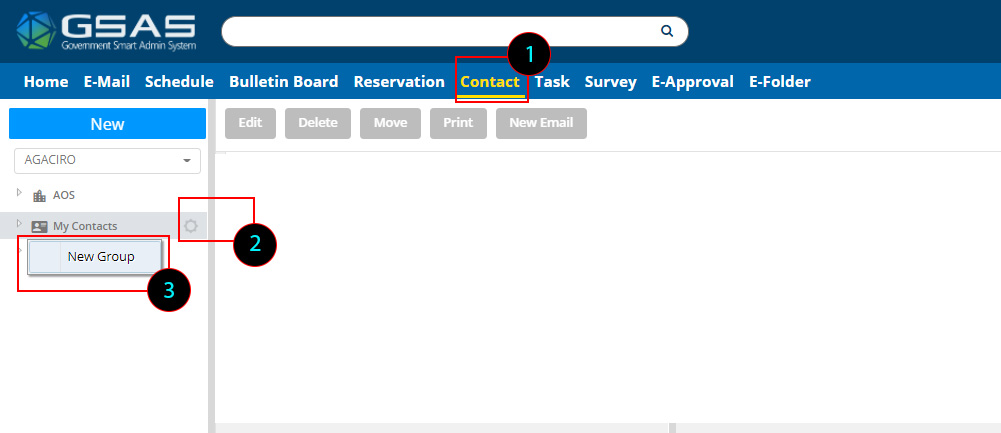 GSAS
Government Smart Admin System
1
Home E-Mail Schedule Bulletin Board Reservation Contact Task Survey E-Approval E-Folder
New
Edit Delete Move Print New Email
AGACIRO
AOS
My Contacts
2
New Group
3